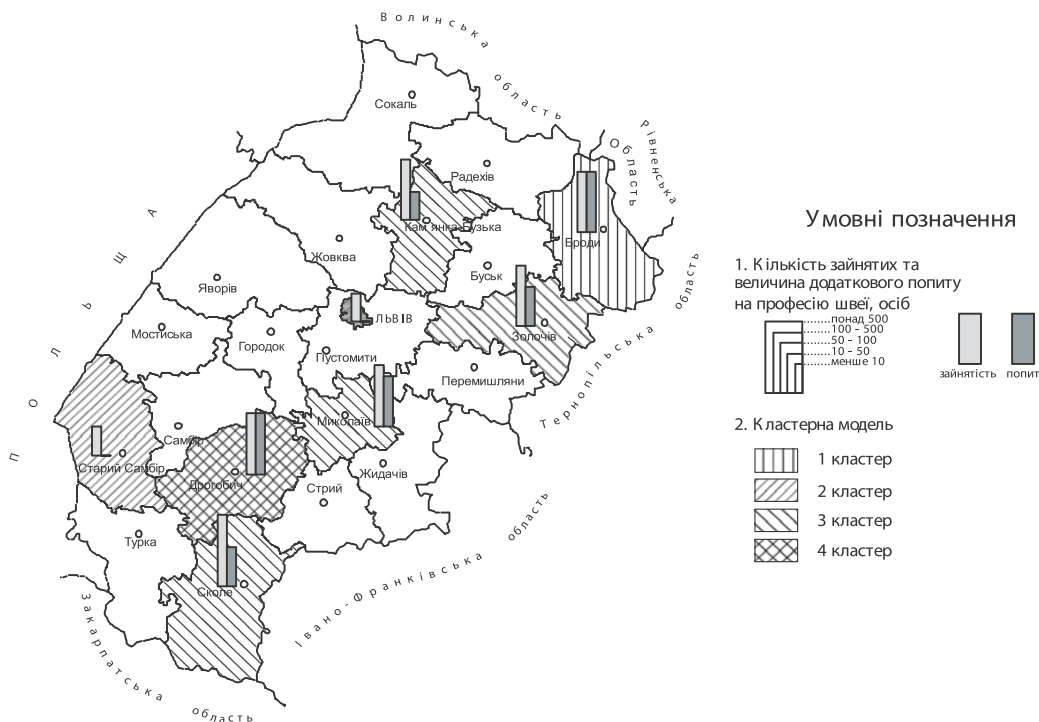 Волинська область
Рівненська
Область
Сокаль
Радехів
Кам'янка-Бузька
Броди
Жовква
Буськ
Яворів
ЛЬВІВ
Мостиська
Городок
Пустомити
Золочів
Перемишляни
Тернопільська область
ПОЛЬЩА
Миколаїв
Самбір
Старий Самбір
Дрогобич
Стрий
Жидачів
Турка
Сколе
Івано-Франківська область
Закарпатська область
Умовні позначення
1. Кількість зайнятих та
величина додаткового попиту
на професію швеї, осіб
понад 500
100 - 500
50 - 100
10 - 50
менше 10
зайнятість
попит
2. Кластерна модель
1 кластер
2 кластер
3 кластер
4 кластер